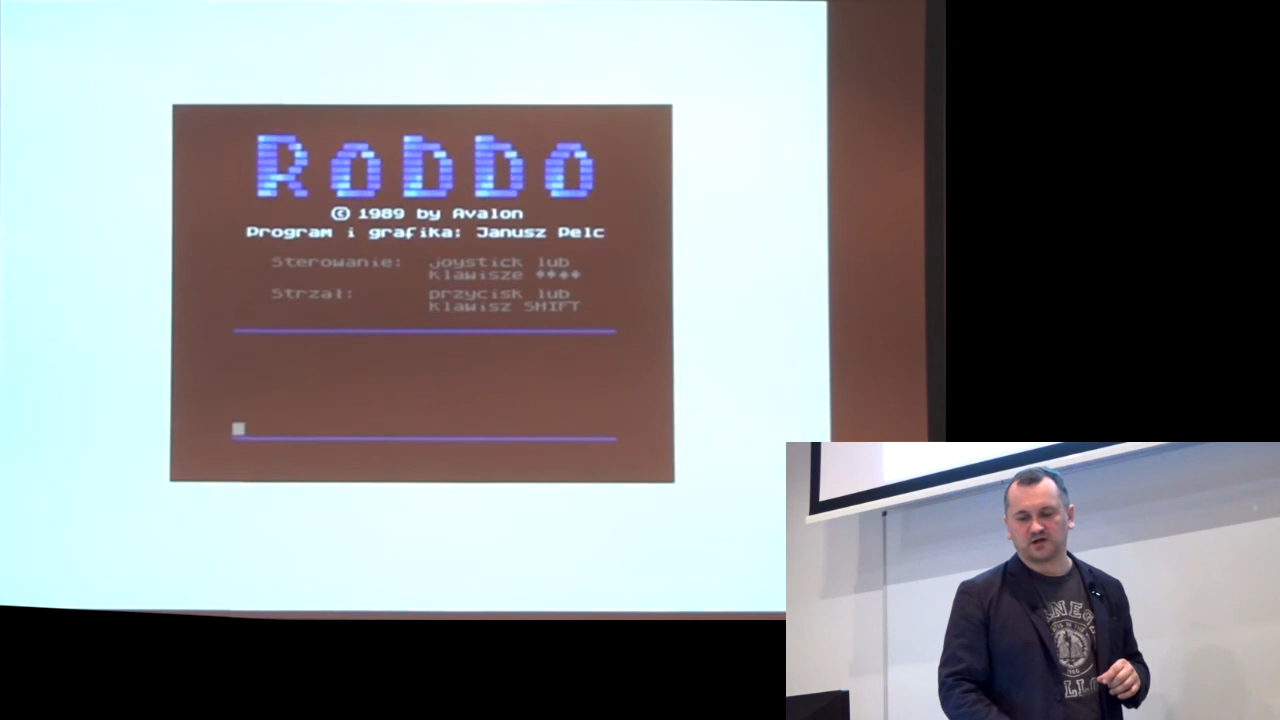 Robbo
© 1989 by Avalon
Program i grafika: Janusz Pelc
Sterowanie: joystick lub
Klawisze ♦♦♦♦
Strzał: przycisk lub
Klawisz SHIFT